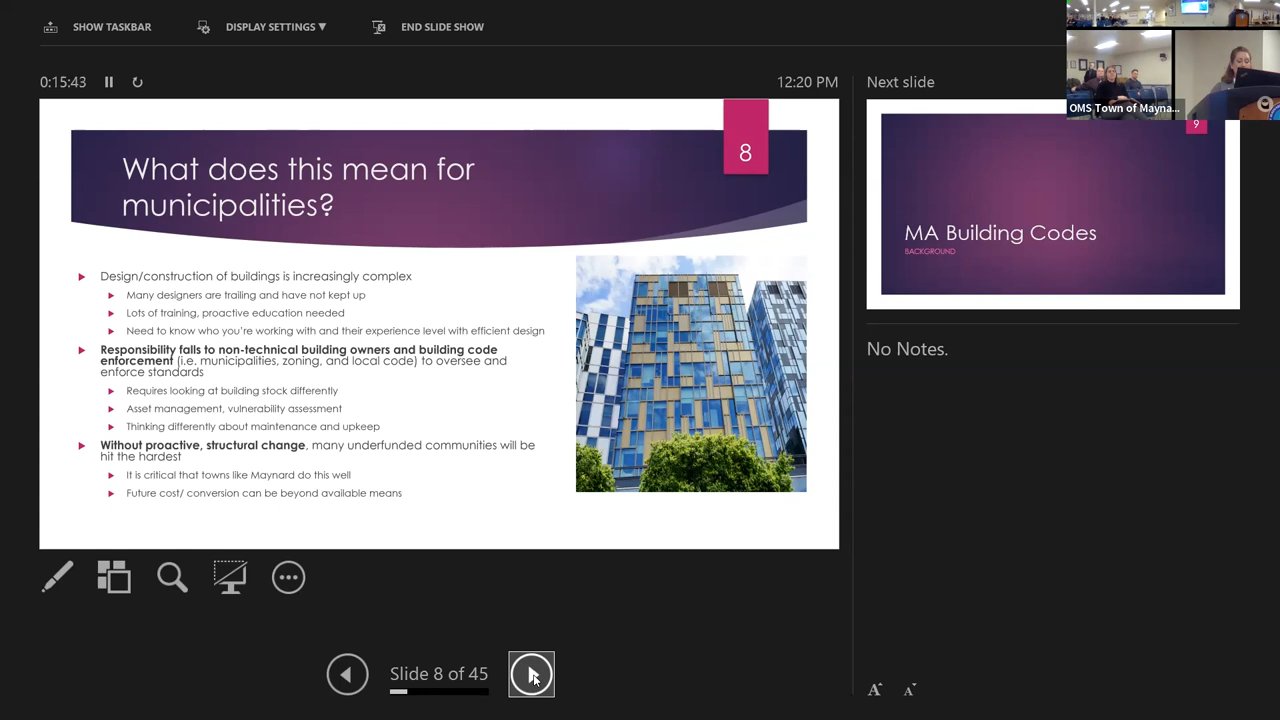 SHOW TASKBAR
DISPLAY SETTINGS ▼
END SLIDE SHOW
0:15:43
12:20 PM
Next slide
OMS Town of Mayna...
8
What does this mean for
municipalities?
Design/construction of buildings is increasingly complex
Many designers are trailing and have not kept up
Lots of training, proactive education needed
Need to know who you're working with and their experience level with efficient design
Responsibility falls to non-technical building owners and building code
enforcement (i.e. municipalities, zoning, and local code) to oversee and
enforce standards
Requires looking at building stock differently
Asset management, vulnerability assessment
Thinking differently about maintenance and upkeep
Without proactive, structural change, many underfunded communities will be
hit the hardest
It is critical that towns like Maynard do this well
Future cost/ conversion can be beyond available means
9
MA Building Codes
BACKGROUND
No Notes.
Slide 8 of 45
A A